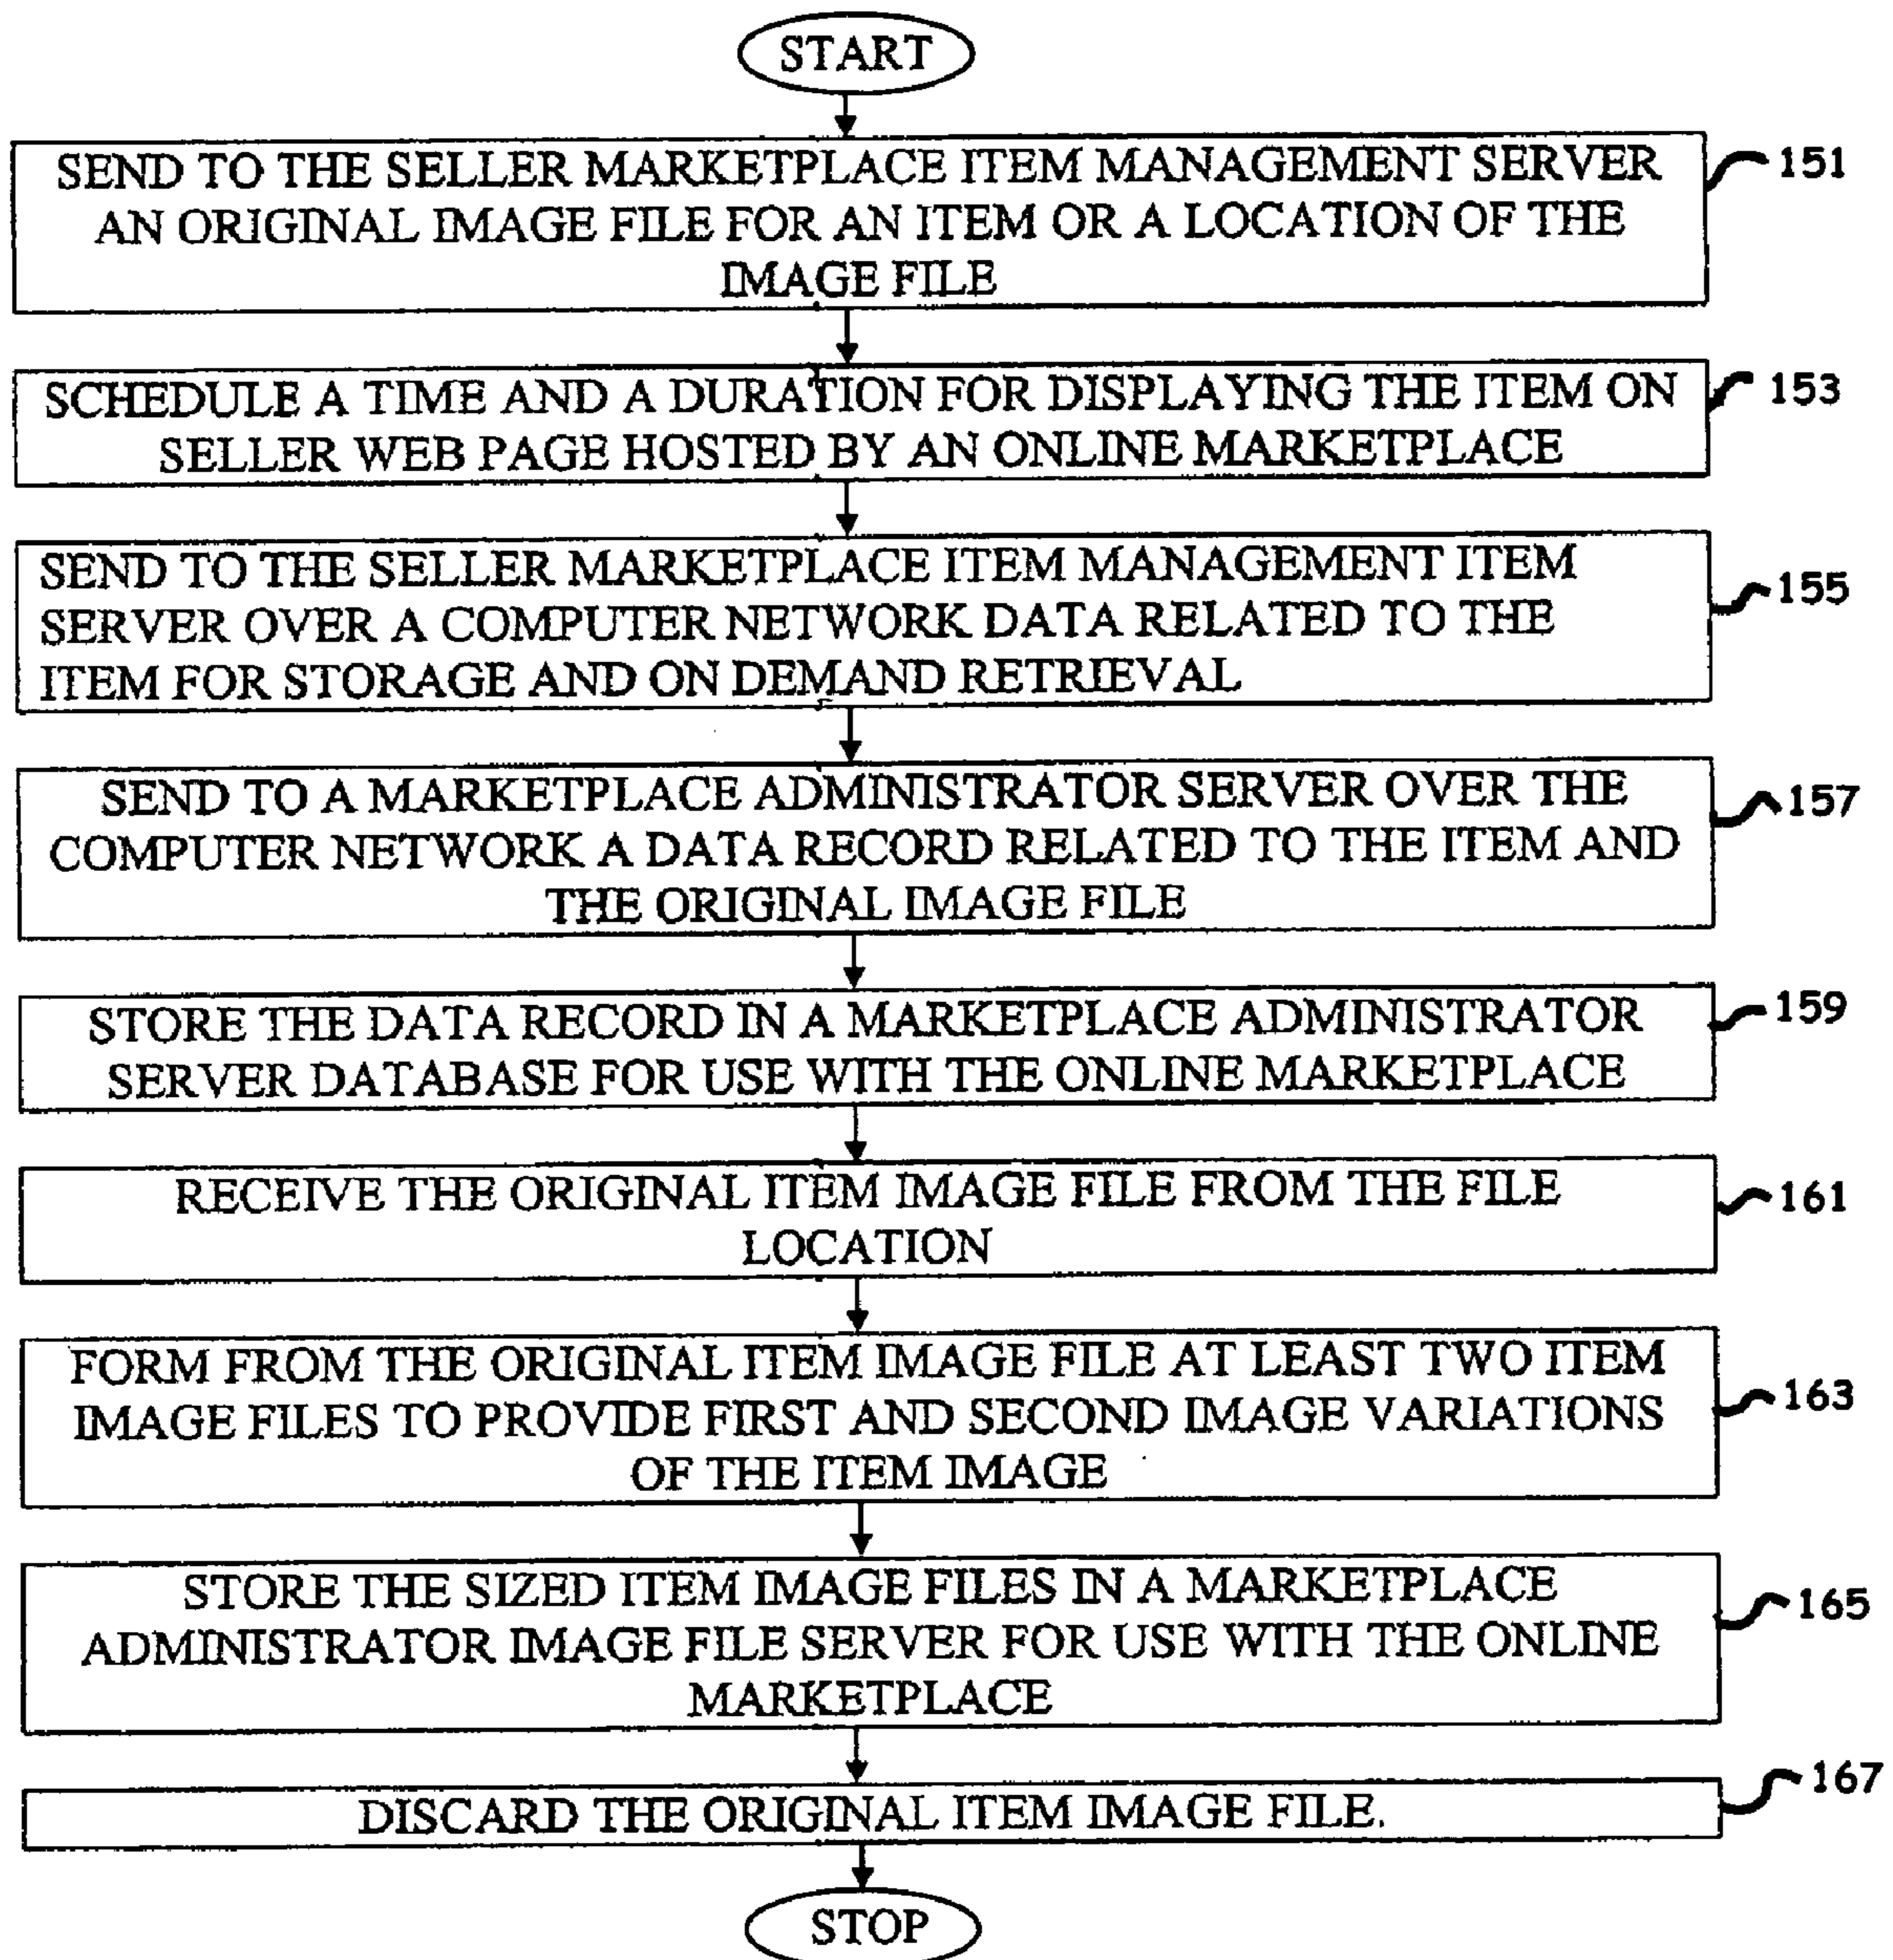 START
SEND TO THE SELLER MARKETPLACE ITEM MANAGEMENT SERVER
AN ORIGINAL IMAGE FILE FOR AN ITEM OR A LOCATION OF THE
IMAGE FILE
151
SCHEDULE A TIME AND A DURATION FOR DISPLAYING THE ITEM ON
SELLER WEB PAGE HOSTED BY AN ONLINE MARKETPLACE
153
SEND TO THE SELLER MARKETPLACE ITEM MANAGEMENT ITEM
SERVER OVER A COMPUTER NETWORK DATA RELATED TO THE
ITEM FOR STORAGE AND ON DEMAND RETRIEVAL
155
SEND TO A MARKETPLACE ADMINISTRATOR SERVER OVER THE
COMPUTER NETWORK A DATA RECORD RELATED TO THE ITEM AND
THE ORIGINAL IMAGE FILE
157
STORE THE DATA RECORD IN A MARKETPLACE ADMINISTRATOR
SERVER DATABASE FOR USE WITH THE ONLINE MARKETPLACE
159
RECEIVE THE ORIGINAL ITEM IMAGE FILE FROM THE FILE
LOCATION
161
FORM FROM THE ORIGINAL ITEM IMAGE FILE AT LEAST TWO ITEM
IMAGE FILES TO PROVIDE FIRST AND SECOND IMAGE VARIATIONS
OF THE ITEM IMAGE
163
STORE THE SIZED ITEM IMAGE FILES IN A MARKETPLACE
ADMINISTRATOR IMAGE FILE SERVER FOR USE WITH THE ONLINE
MARKETPLACE
165
DISCARD THE ORIGINAL ITEM IMAGE FILE.
167
STOP